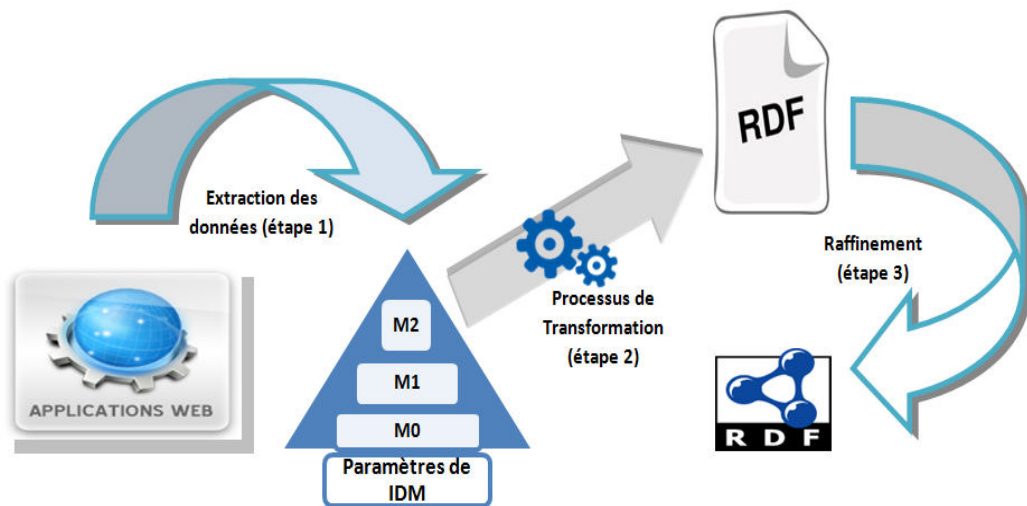 RDF
Extraction des
données (étape 1)
Raffinement
(étape 3)
Processus de
Transformation
(étape 2)
M2
M1
M0
APPLICATIONS WEB
RDF
Paramètres de
IDM